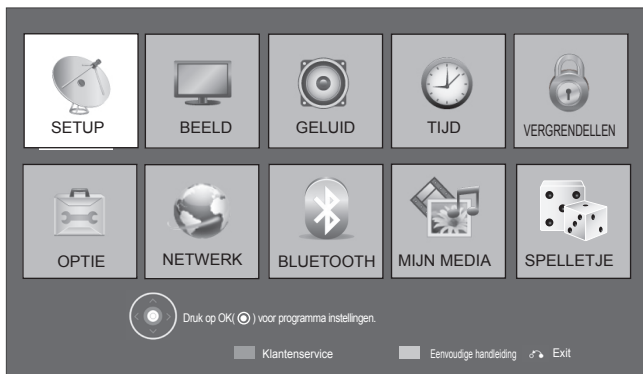 SETUP BEELD GELUID TIJD VERGRENDELLEN
OPTIE NETWERK BLUETOOTH MIJN MEDIA SPELLETJE
Druk op OK( ) voor programma instellingen.
Klantenservice Eenvoudige handleiding Exit